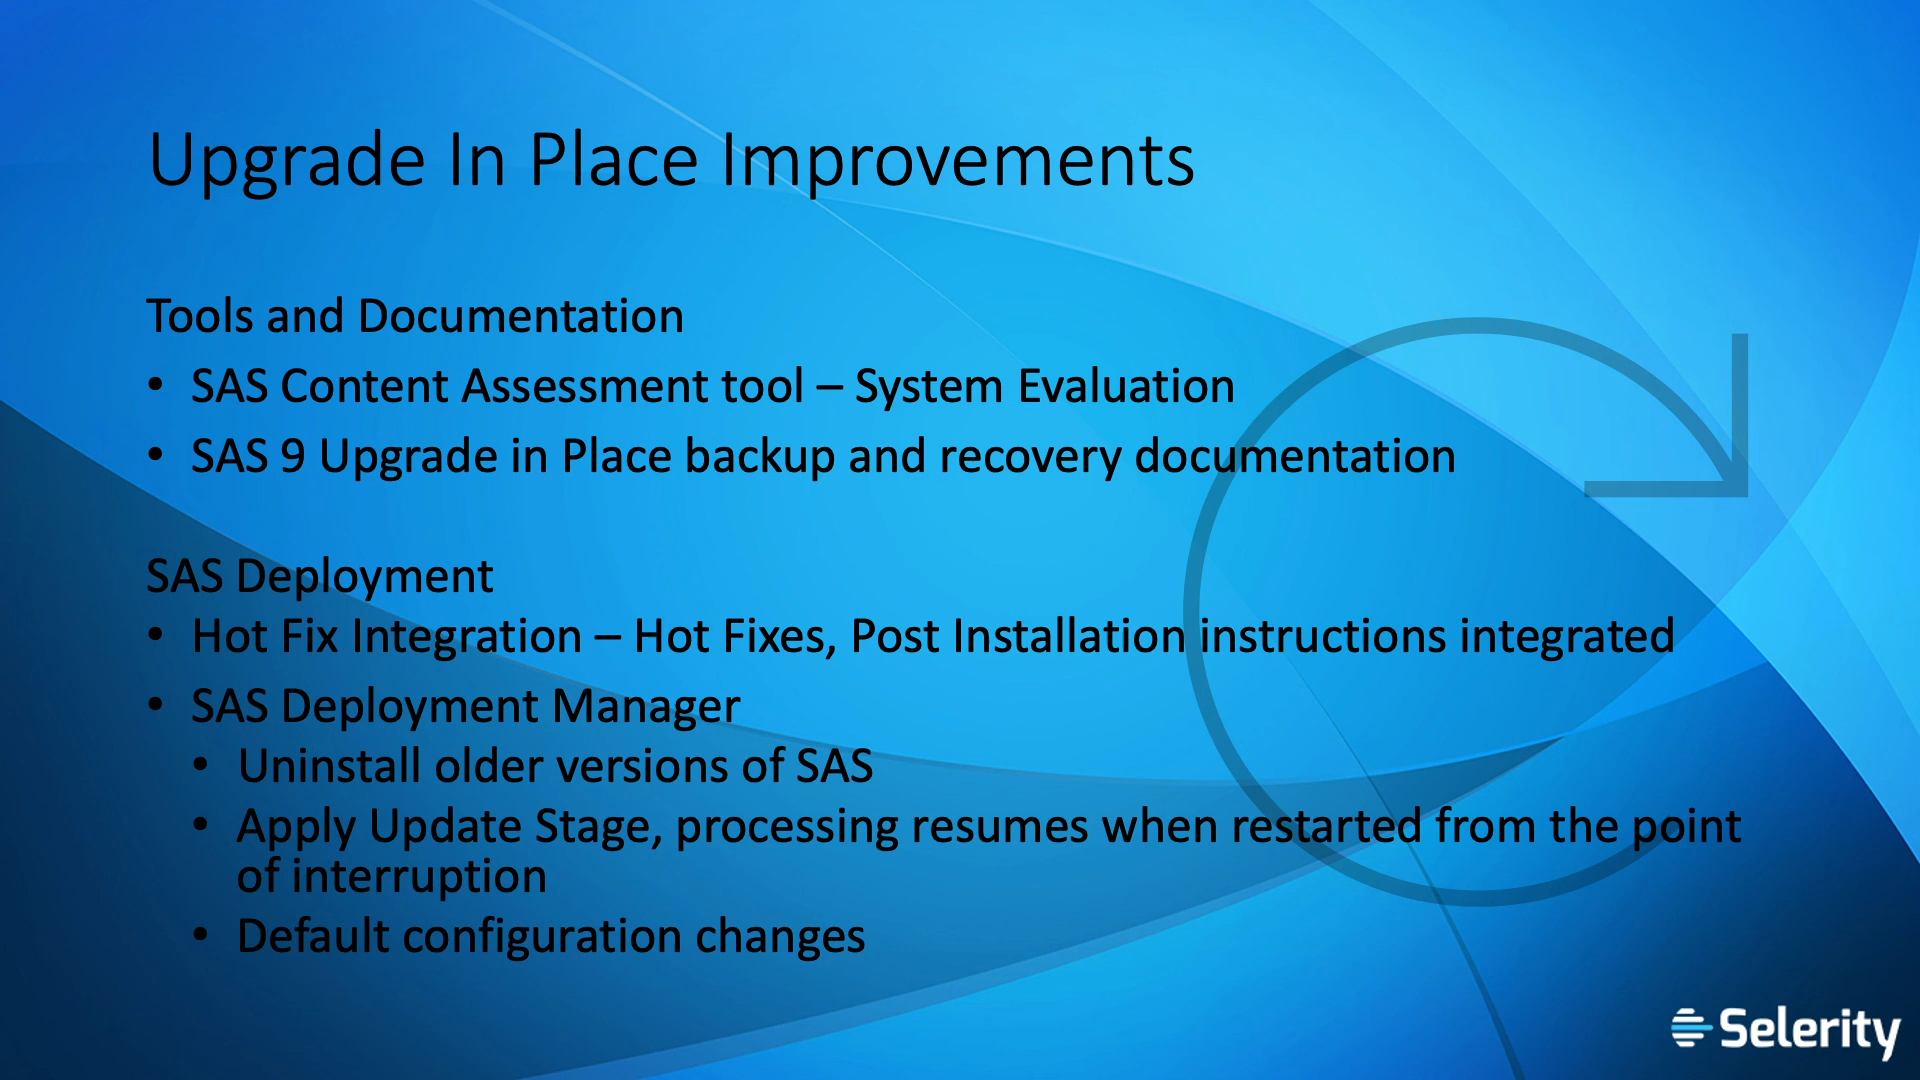 Upgrade In Place Improvements
Tools and Documentation
• SAS Content Assessment tool – System Evaluation
• SAS 9 Upgrade in Place backup and recovery documentation
SAS Deployment
• Hot Fix Integration – Hot Fixes, Post Installation instructions integrated
• SAS Deployment Manager
• Uninstall older versions of SAS
• Apply Update Stage, processing resumes when restarted from the point
of interruption
• Default configuration changes
Selerity